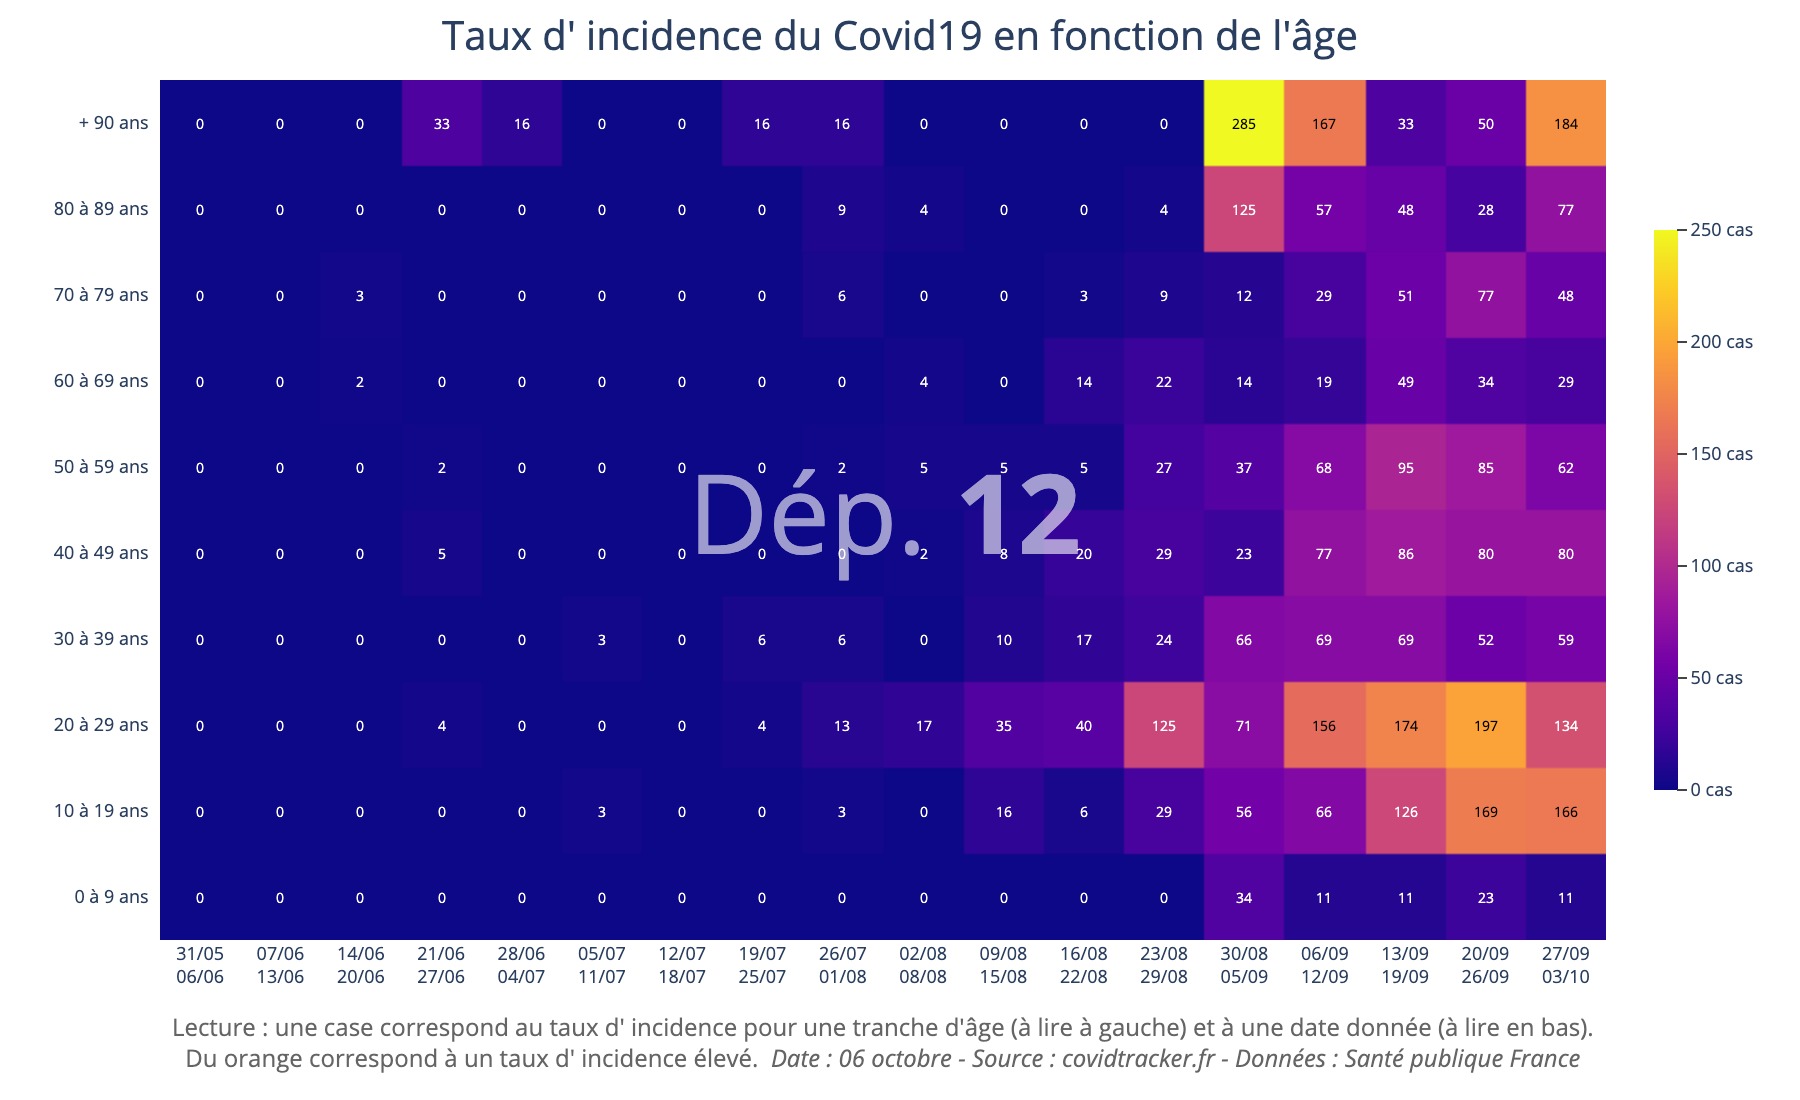 Taux d' incidence du Covid19 en fonction de l'âge
+ 90 ans 0 0 0 33 16 0 0 16 16 0 0 0 0 285 167 33 50 184
80 à 89 ans 0 0 0 0 0 0 0 0 9 4 0 0 4 125 57 48 28 77
70 à 79 ans 0 0 3 0 0 0 0 0 6 0 0 3 9 12 29 51 77 48
60 à 69 ans 0 0 2 0 0 0 0 0 0 4 0 14 22 14 19 49 34 29
50 à 59 ans 0 0 0 2 0 0 0 0 2 5 5 5 27 37 68 95 85 62
Dép. 12
40 à 49 ans 0 0 0 5 0 0 0 0 0 2 8 20 29 23 77 86 80 80
30 à 39 ans 0 0 0 0 0 3 0 6 6 0 10 17 24 66 69 69 52 59
20 à 29 ans 0 0 0 4 0 0 0 4 13 17 35 40 125 71 156 174 197 134
10 à 19 ans 0 0 0 0 0 3 0 0 3 0 16 6 29 56 66 126 169 166
0 à 9 ans 0 0 0 0 0 0 0 0 0 0 0 0 0 34 11 11 23 11
31/05 07/06 14/06 21/06 28/06 05/07 12/07 19/07 26/07 02/08 09/08 16/08 23/08 30/08 06/09 13/09 20/09 27/09
06/06 13/06 20/06 27/06 04/07 11/07 18/07 25/07 01/08 08/08 15/08 22/08 29/08 05/09 12/09 19/09 26/09 03/10
250 cas
200 cas
150 cas
100 cas
50 cas
0 cas
Lecture : une case correspond au taux d' incidence pour une tranche d'âge (à lire à gauche) et à une date donnée (à lire en bas).
Du orange correspond à un taux d' incidence élevé. Date : 06 octobre - Source : covidtracker.fr - Données : Santé publique France